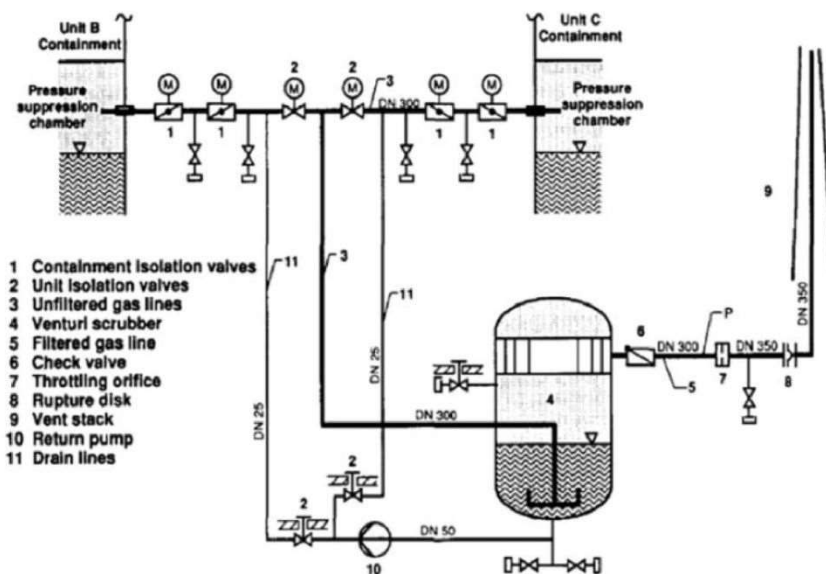 Unit B
Containment
Unit C
Containment
M
M
2
M
2
M
3
DN 300
M
M
Pressure
suppression
chamber
Pressure
suppression
chamber
1
1
1
1
9
1 Containment isolation valves
2 Unit isolation valves
3 Unfiltered gas lines
4 Venturi scrubber
5 Filtered gas line
6 Check valve
7 Throttling orifice
8 Rupture disk
9 Vent stack
10 Return pump
11 Drain lines
11
3
11
DN 25
DN 25
DN 300
4
6
DN 300
P
5
7
DN 350
8
DN 350
2
2
10
DN 50